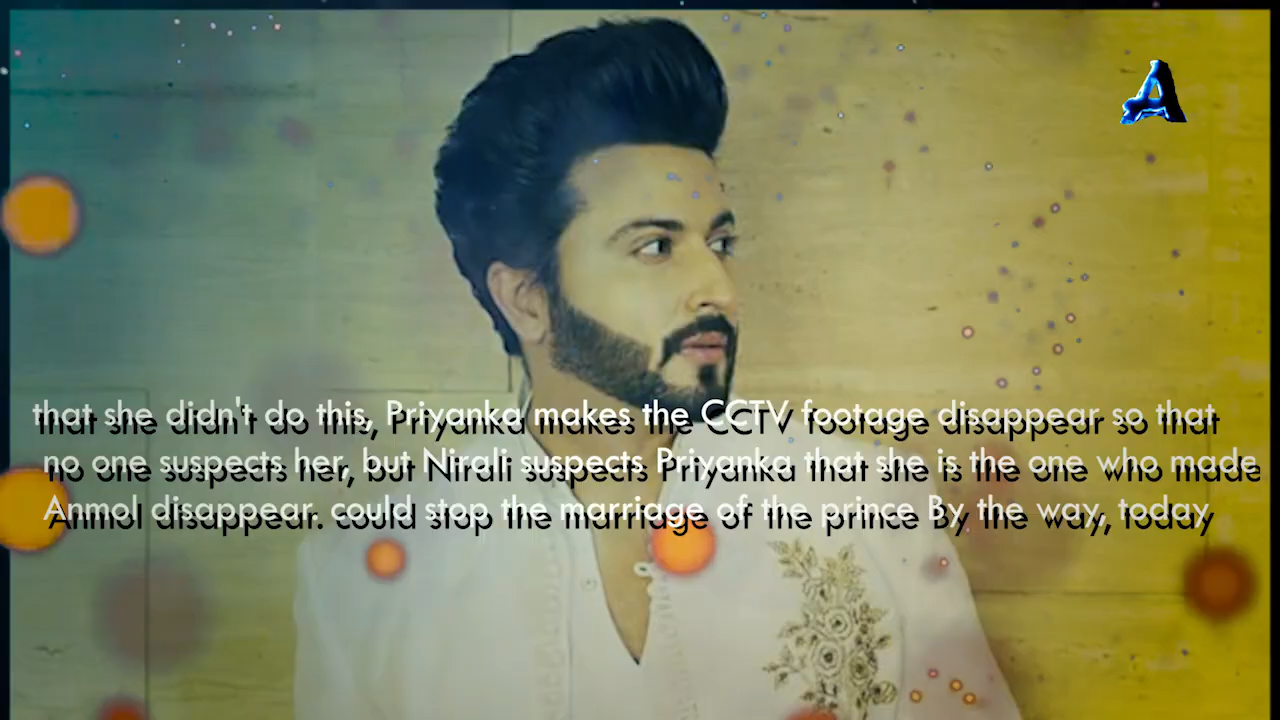 A
that she didn't do this, Priyanka makes the CCTV footage disappear so that
no one suspects her, but Nirali suspects Priyanka that she is the one who made
Anmol disappear. could stop the marriage of the prince By the way, today